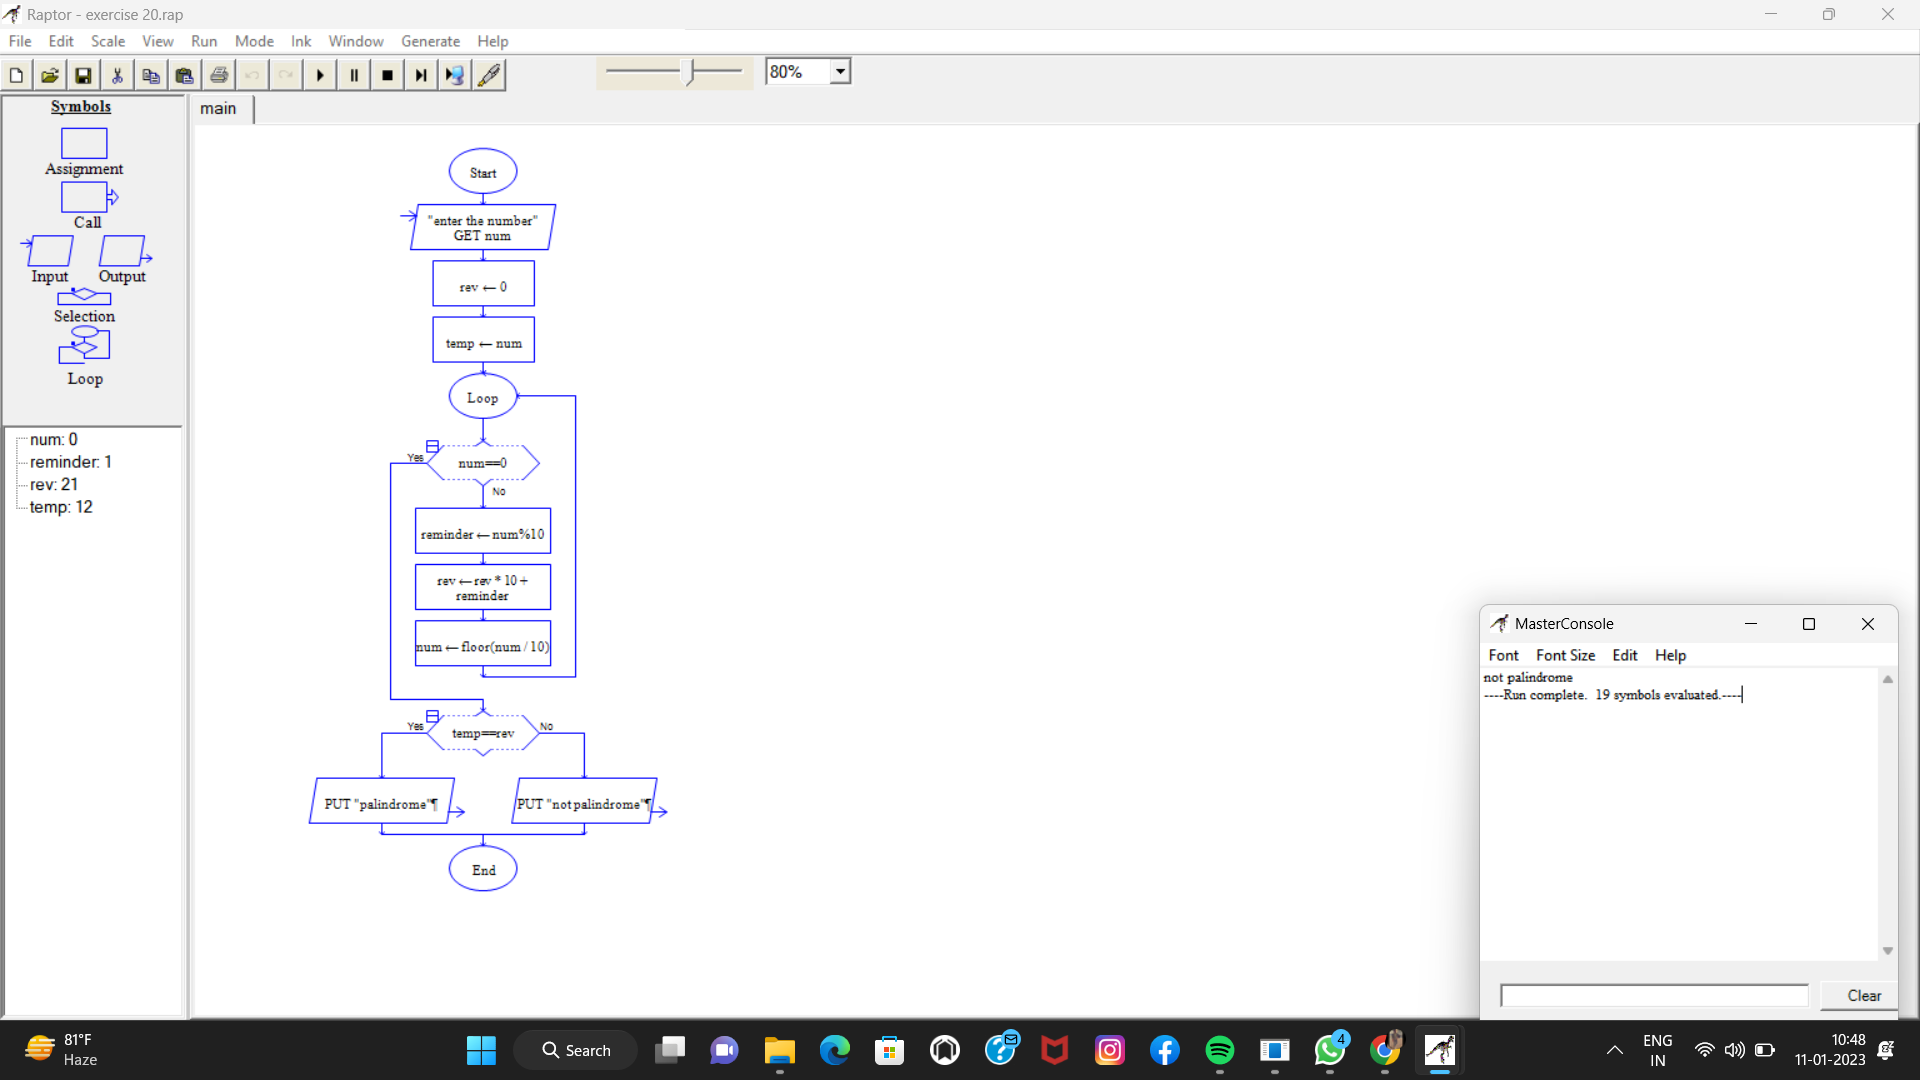 Raptor - exercise 20.rap
File Edit Scale View Run Mode Ink Window Generate Help
80%
Symbols
Assignment
Call
Input Output
Selection
Loop
num: 0
reminder: 1
rev: 21
temp: 12
main
Start
"enter the number"
GET num
rev ← 0
temp ← num
Loop
Yes
num==0
No
reminder ← num%10
rev ← rev * 10 +
reminder
num ← floor(num / 10)
Yes
temp==rev
No
PUT "palindrome"¶
PUT "not palindrome"¶
End
MasterConsole
Font Font Size Edit Help
not palindrome
----Run complete. 19 symbols evaluated.----
Clear
81°F
Haze
Search
4
ENG
IN
10:48
11-01-2023